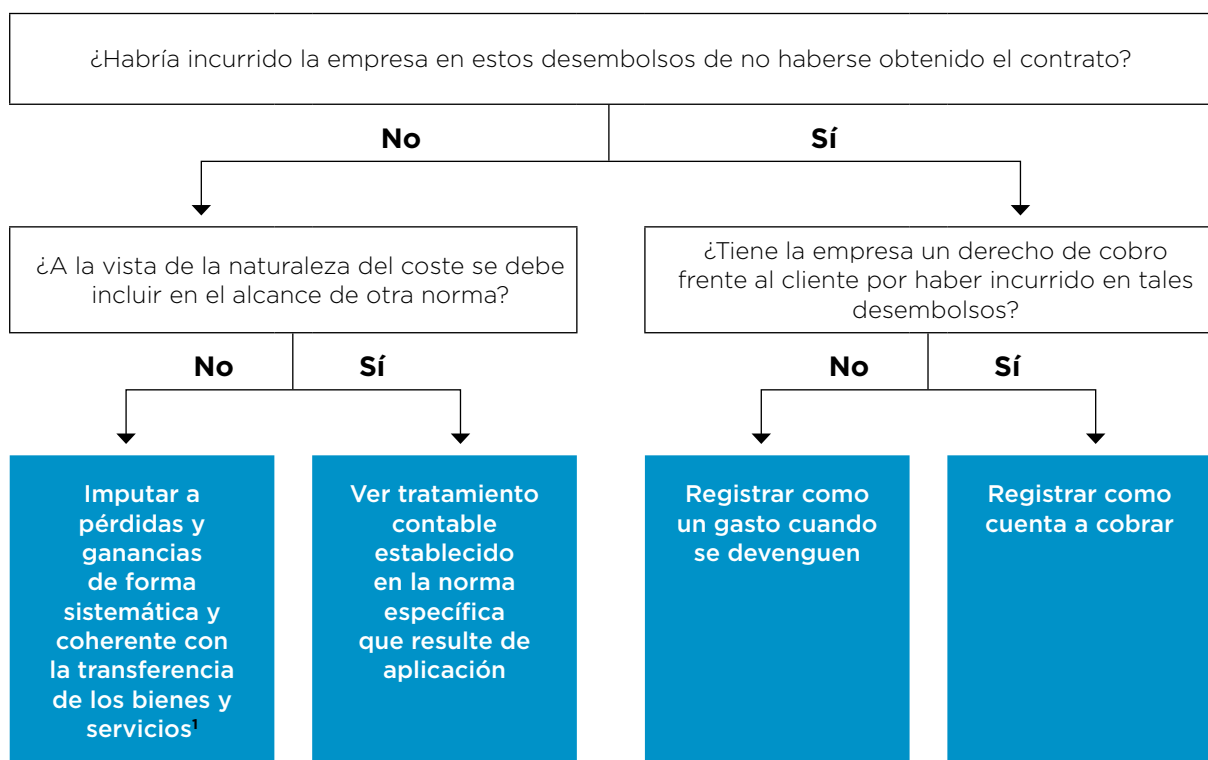 ¿Habría incurrido la empresa en estos desembolsos de no haberse obtenido el contrato?
No
Sí
¿A la vista de la naturaleza del coste se debe
incluir en el alcance de otra norma?
¿Tiene la empresa un derecho de cobro
frente al cliente por haber incurrido en tales
desembolsos?
No
Sí
No
Sí
Imputar a
pérdidas y
ganancias
de forma
sistemática y
coherente con
la transferencia
de los bienes y
servicios¹
Ver tratamiento
contable
establecido
en la norma
específica
que resulte de
aplicación
Registrar como
un gasto cuando
se devenguen
Registrar como
cuenta a cobrar